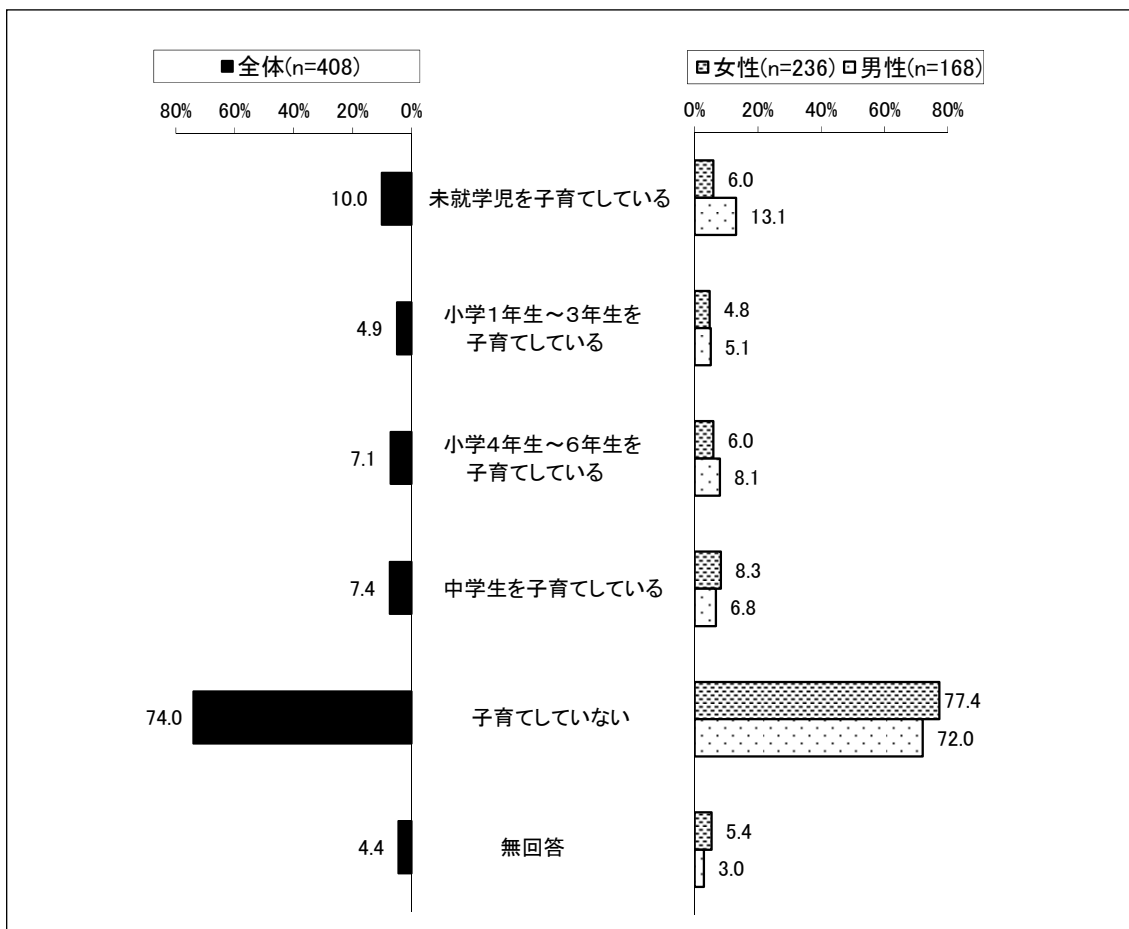 ■全体(n=408)
女性(n=236) 男性(n=168)
80% 60% 40% 20% 0%
0% 20% 40% 60% 80%
10.0 未就学児を子育てしている 6.0
13.1
4.9 小学1年生～3年生を
子育てしている 4.8
5.1
7.1 小学4年生～6年生を
子育てしている 6.0
8.1
7.4 中学生を子育てしている 8.3
6.8
74.0 子育てしていない 77.4
72.0
4.4 無回答 5.4
3.0